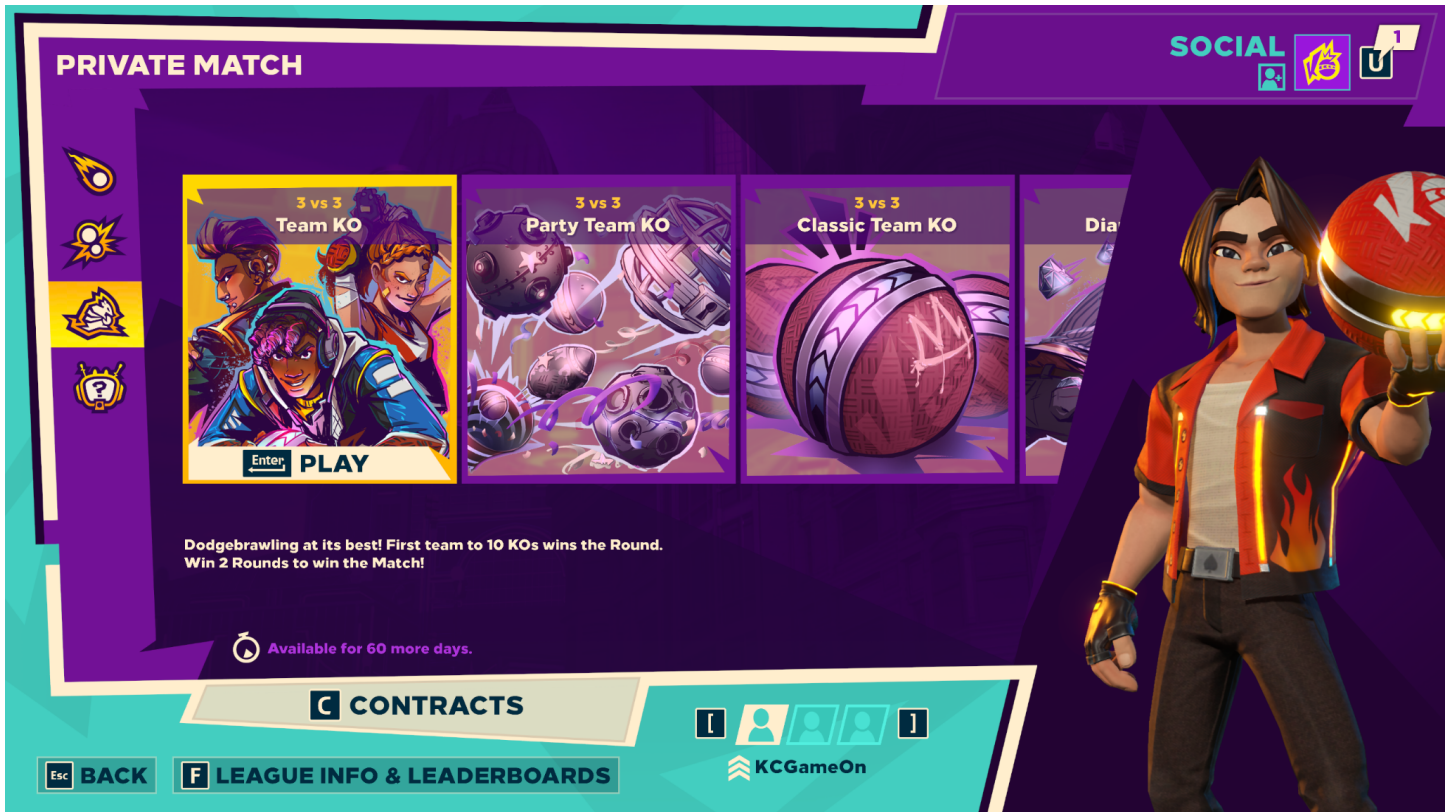 PRIVATE MATCH
SOCIAL
U
1
3 vs 3
Team KO
Enter
PLAY
3 vs 3
Party Team KO
3 vs 3
Classic Team KO
Dodgebrawling at its best! First team to 10 KOs wins the Round.
Win 2 Rounds to win the Match!
Available for 60 more days.
C CONTRACTS
[ ]
KCGameOn
Esc BACK
F LEAGUE INFO & LEADERBOARDS